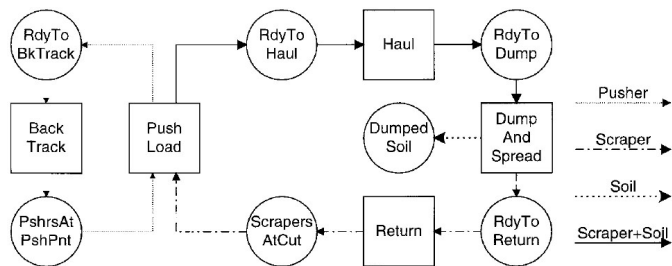 RdyTo
BkTrack
RdyTo
Haul
Haul
RdyTo
Dump
Back
Track
Push
Load
Dumped
Soil
Dump
And
Spread
PshrsAt
PshPnt
Scrapers
AtCut
Return
RdyTo
Return
Pusher
Scraper
Soil
Scraper+Soil